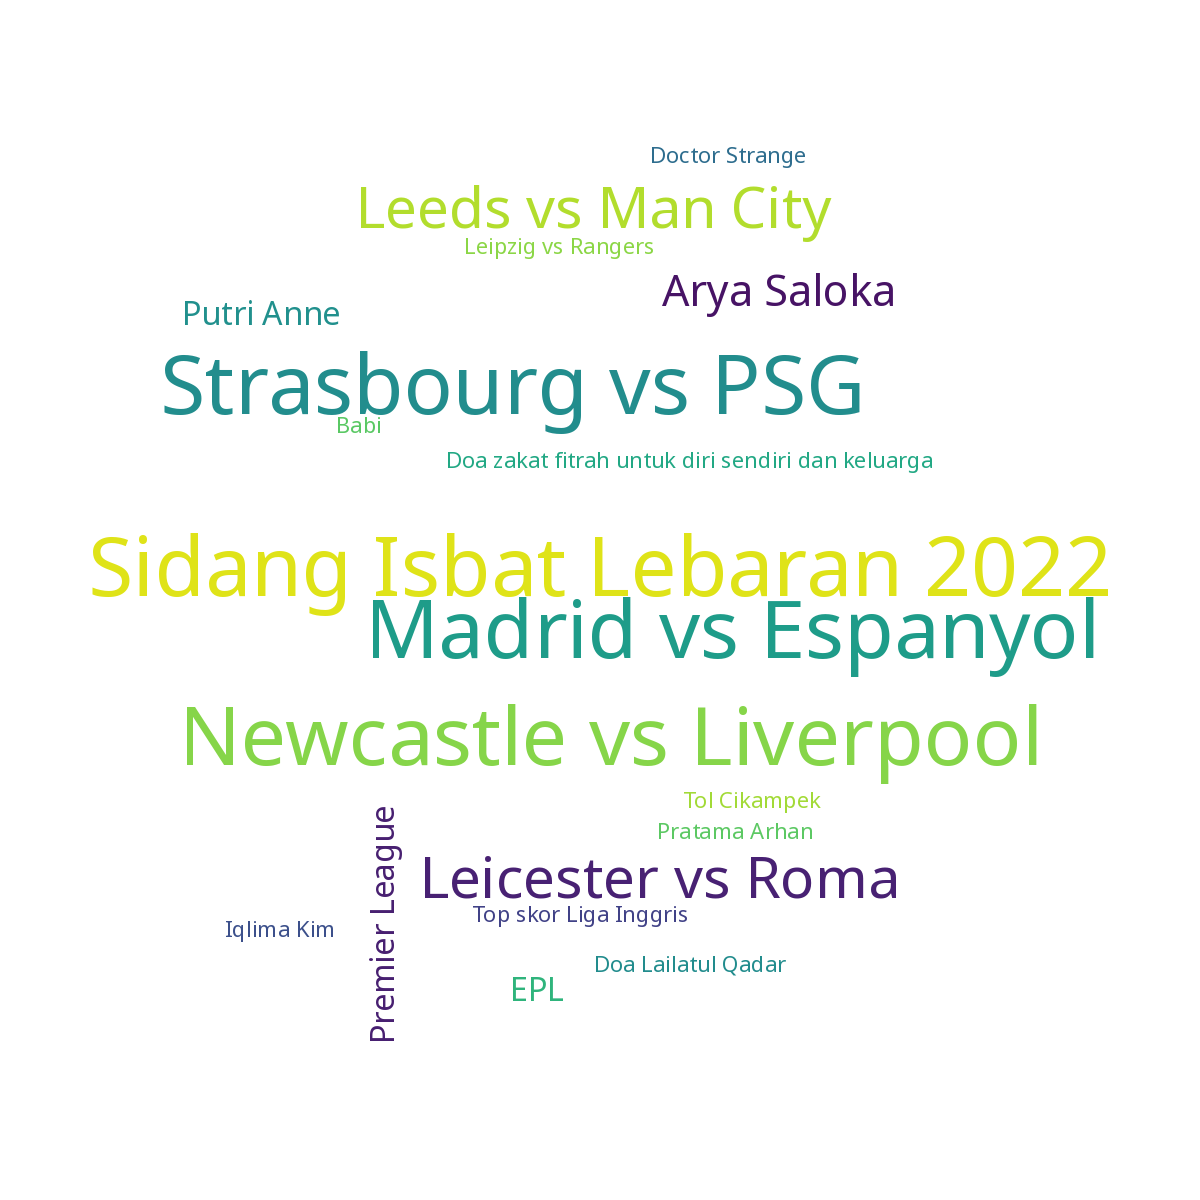 Doctor Strange
Leeds vs Man City
Leipzig vs Rangers
Arya Saloka
Putri Anne
Strasbourg vs PSG
Babi
Doa zakat fitrah untuk diri sendiri dan keluarga
Sidang Isbat Lebaran 2022
Madrid vs Espanyol
Newcastle vs Liverpool
Tol Cikampek
Pratama Arhan
Leicester vs Roma
Premier League
Top skor Liga Inggris
Iqlima Kim
Doa Lailatul Qadar
EPL